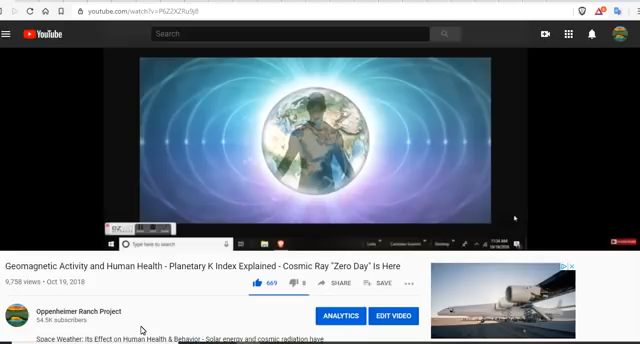 youtube.com/watch?v=P6Z2XZRu9j8
YouTube
Search
Type here to search
Desktop
Geomagnetic Activity and Human Health - Planetary K Index Explained - Cosmic Ray "Zero Day" Is Here
9,758 views • Oct 19, 2018
669
8
SHARE
SAVE
Oppenheimer Ranch Project
54.5K subscribers
ANALYTICS
EDIT VIDEO
Space Weather: Its Effect on Human Health & Behavior - Solar energy and cosmic radiation have